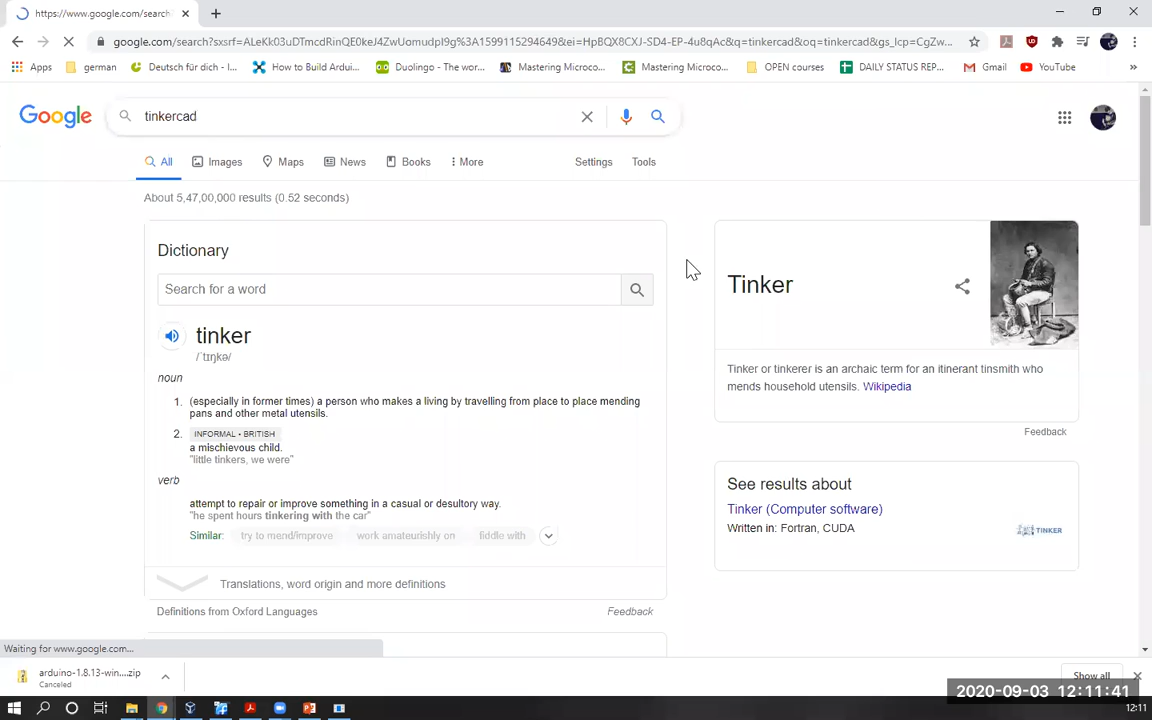 https://www.google.com/search
google.com/search?sxsrf=ALeKk03uDTmcdRinQE0keJ4ZwUomudpI9g%3A1599115294649&ei=HpBQX8CXJ-SD4-EP-4u8qAc&q=tinkercad&oq=tinkercad&gs_lcp=CgZw...
Apps german Deutsch für dich - I... How to Build Ardui... Duolingo - The wor... Mastering Microco... Mastering Microco... OPEN courses DAILY STATUS REP... Gmail YouTube »
Google tinkercad
All Images Maps News Books More Settings Tools
About 5,47,00,000 results (0.52 seconds)
Dictionary
Search for a word
tinker
/ˈtɪŋkə/
noun
1. (especially in former times) a person who makes a living by travelling from place to place mending
pans and other metal utensils.
2. INFORMAL • BRITISH
a mischievous child.
"little tinkers, we were"
verb
attempt to repair or improve something in a casual or desultory way.
"he spent hours tinkering with the car"
Similar: try to mend/improve work amateurishly on fiddle with
Translations, word origin and more definitions
Definitions from Oxford Languages Feedback
Tinker
Tinker or tinkerer is an archaic term for an itinerant tinsmith who
mends household utensils. Wikipedia
Feedback
See results about
Tinker (Computer software)
Written in: Fortran, CUDA
TINKER
Waiting for www.google.com...
arduino-1.8.13-win....zip
Canceled
Show all
2020-09-03 12:11:41
12:11